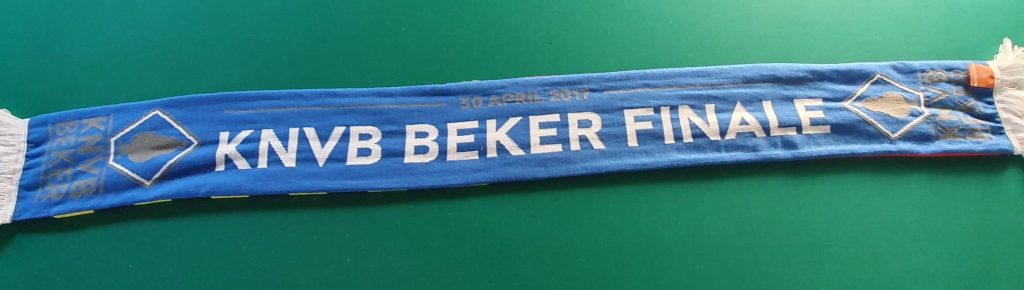 KNVB
BEKER
30 APRIL 2017
KNVB BEKER FINALE